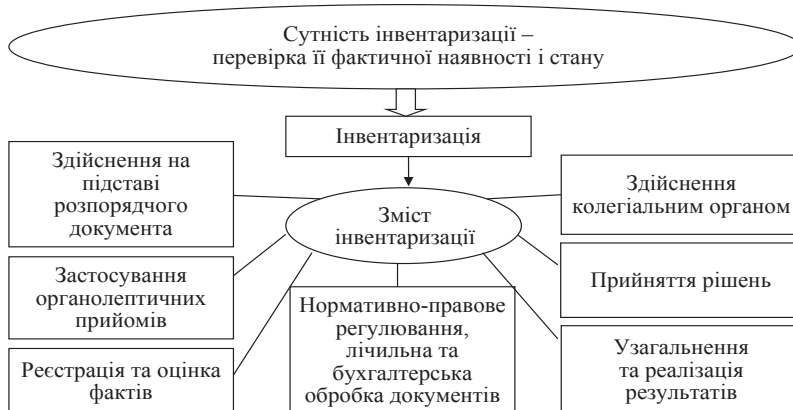 Сутність інвентаризації –
перевірка її фактичної наявності і стану
Інвентаризація
Здійснення на
підставі
розпорядчого
документа
Зміст
інвентаризації
Здійснення
колегіальним органом
Застосування
органолептичних
прийомів
Прийняття рішень
Реєстрація та оцінка
фактів
Нормативно-правове
регулювання,
лічильна та
бухгалтерська
обробка документів
Узагальнення
та реалізація
результатів